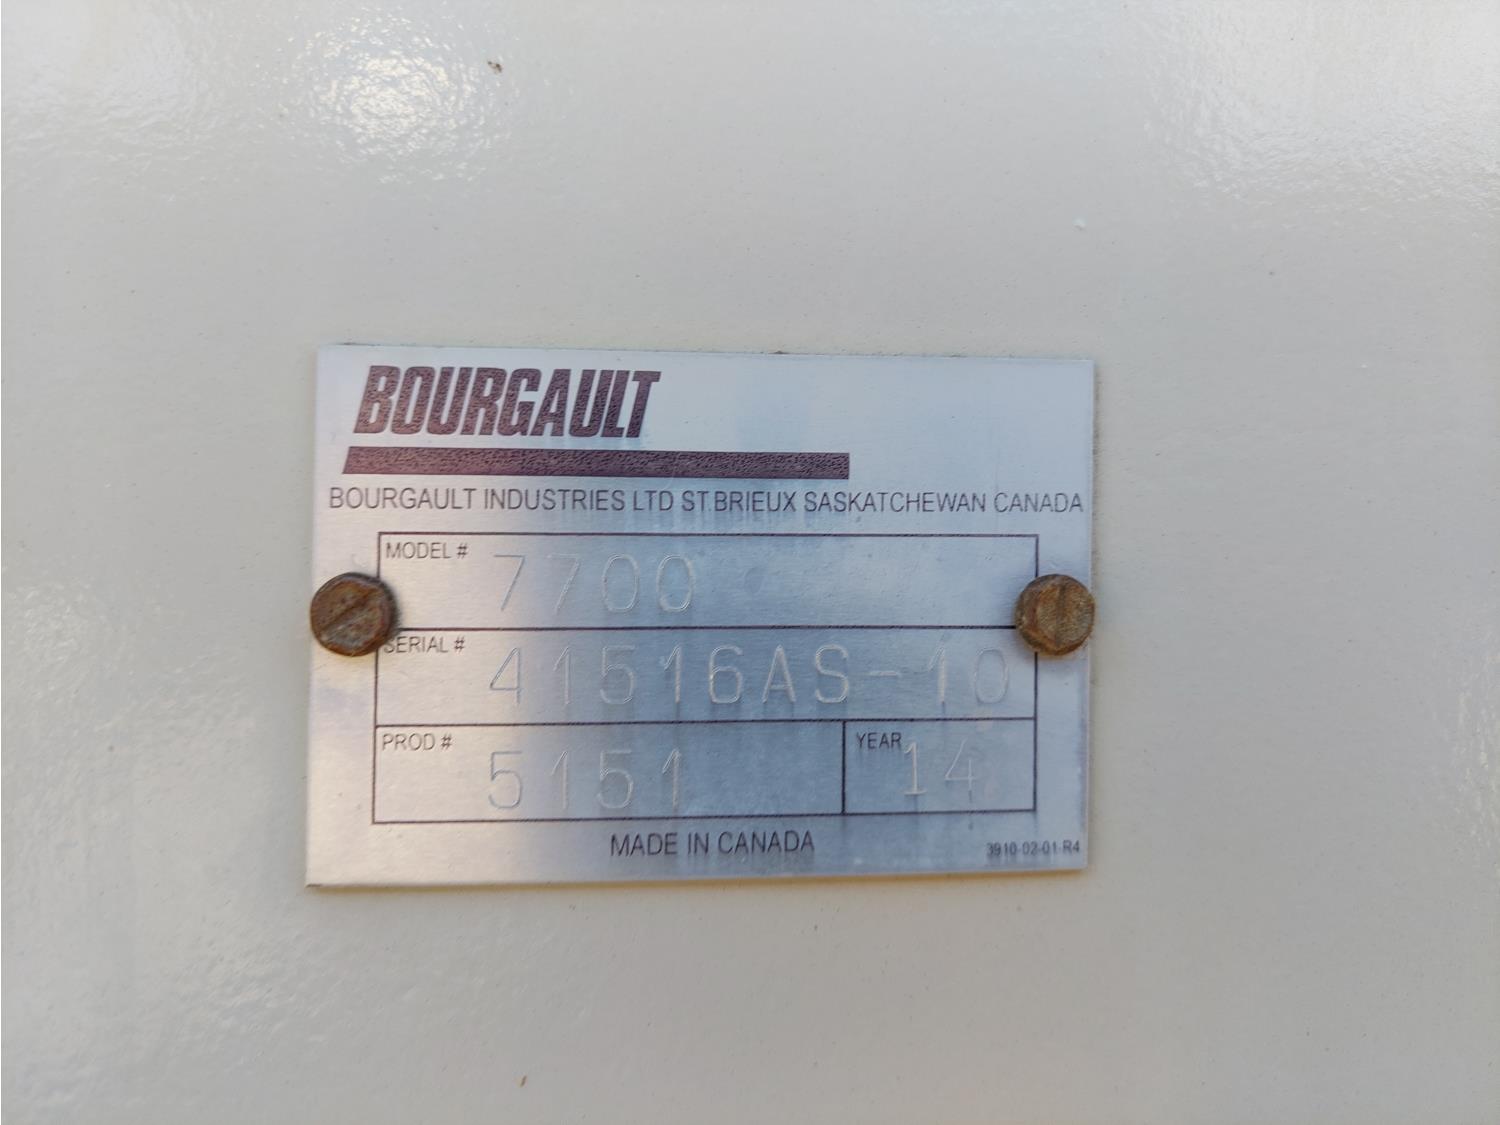 BOURGAULT
BOURGAULT INDUSTRIES LTD ST.BRIEUX SASKATCHEWAN CANADA
MODEL # 7700
SERIAL # 41516AS-10
PROD # 5151 YEAR 14
MADE IN CANADA 3910-02-01-R4